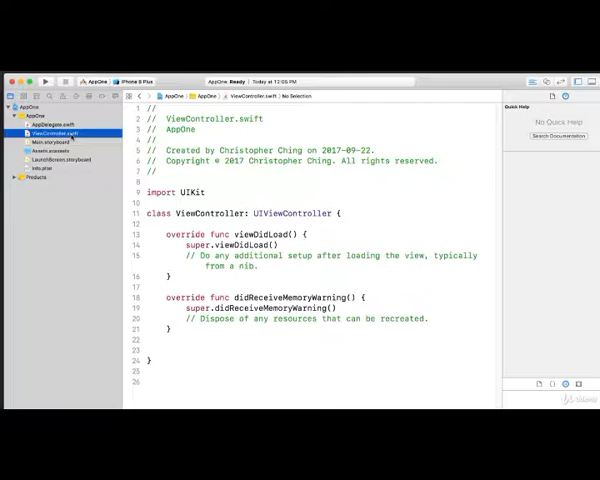 AppOne
iPhone 8 Plus
AppOne: Ready
Today at 12:05 PM
AppOne
AppOne
ViewController.swift
No Selection
AppOne
AppOne
AppDelegate.swift
ViewController.swift
Main.storyboard
Assets.xcassets
LaunchScreen.storyboard
Info.plist
Products
1 //
2 // ViewController.swift
3 // AppOne
4 //
5 // Created by Christopher Ching on 2017-09-22.
6 // Copyright © 2017 Christopher Ching. All rights reserved.
7 //
8
9 import UIKit
10
11 class ViewController: UIViewController {
12
13 override func viewDidLoad() {
14 super.viewDidLoad()
15 // Do any additional setup after loading the view, typically
from a nib.
16 }
17
18 override func didReceiveMemoryWarning() {
19 super.didReceiveMemoryWarning()
20 // Dispose of any resources that can be recreated.
21 }
22
23
24 }
25
26
Quick Help
No Quick Help
Search Documentation
udemy